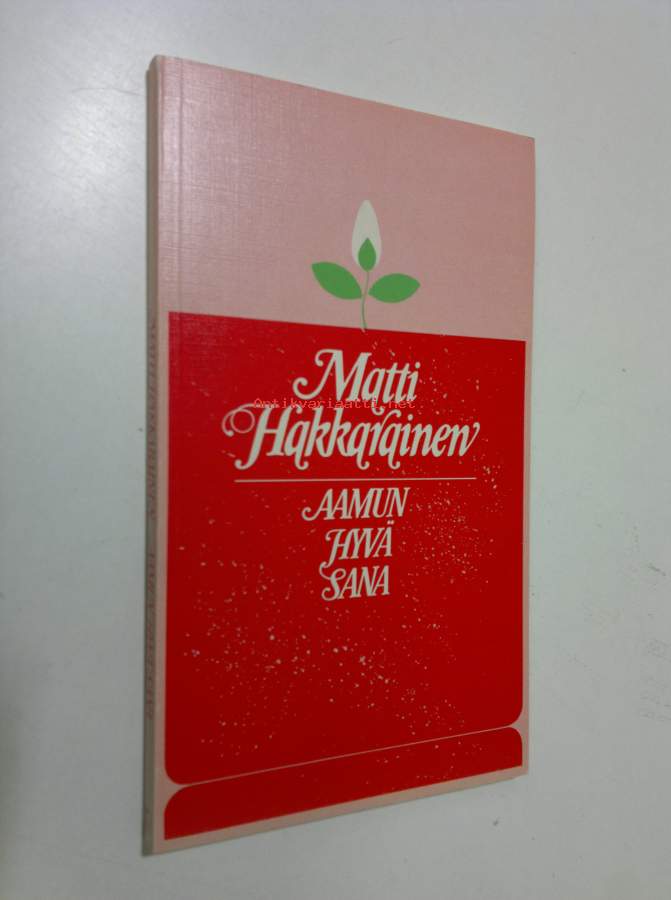 Matti
Antikvariaatti.net
Hakkarainen
AAMUN
HYVÄ
SANA